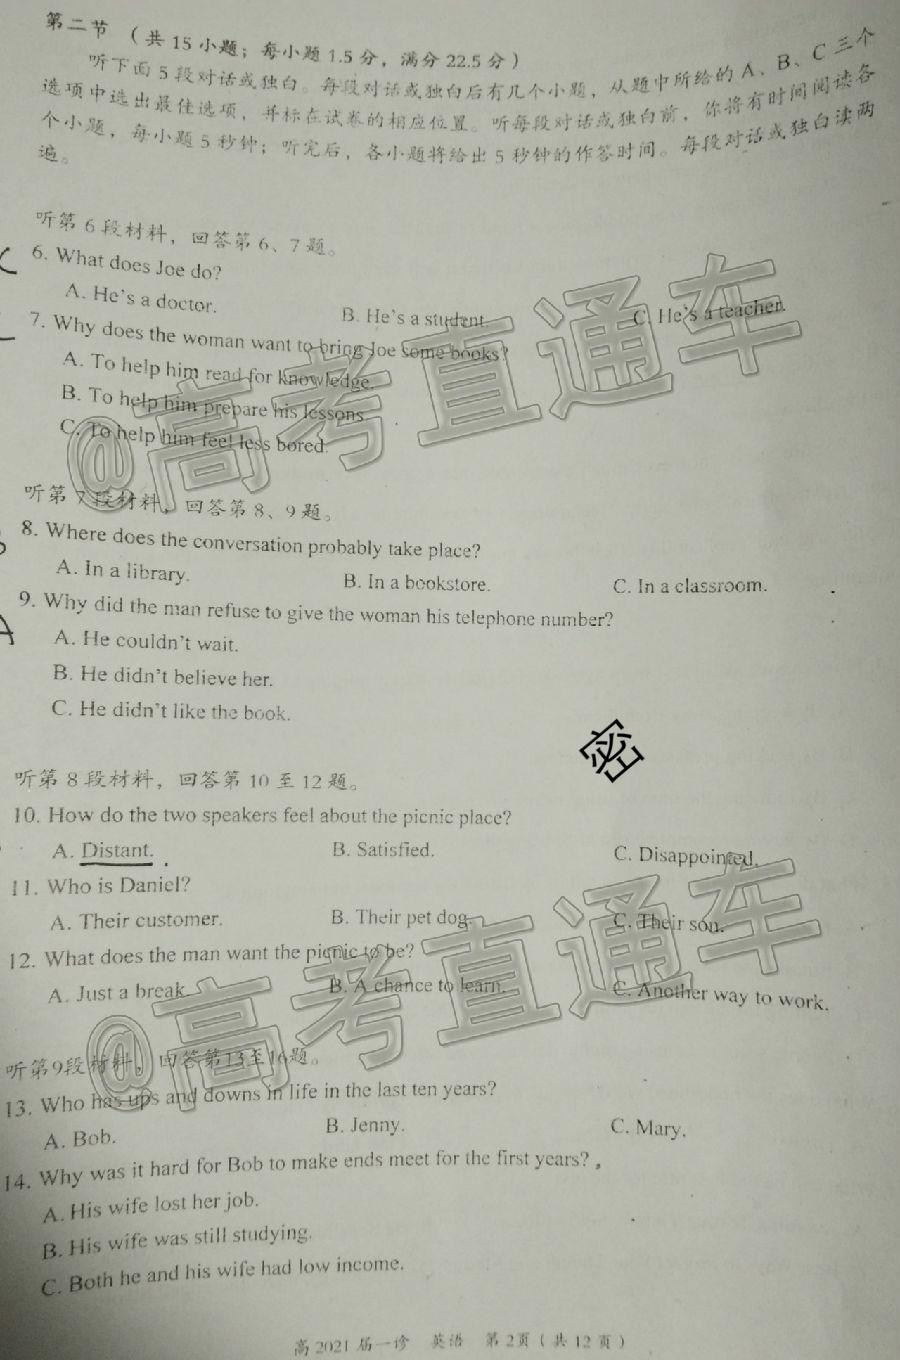 第二节 （共 15 小题；每小题 1.5 分，满分 22.5 分）
听下面 5 段对话或独白。每段对话或独白后有几个小题，从题中所给的 A、B、C 三个
选项中选出最佳选项，并标在试卷的相应位置。听每段对话或独白前，你将有时间阅读各
个小题，每小题 5 秒钟；听完后，各小题将给出 5 秒钟的作答时间。每段对话或独白读两
遍。
听第 6 段材料，回答第 6、7 题。
6. What does Joe do?
A. He's a doctor. B. He's a student. C. He's a teacher.
7. Why does the woman want to bring Joe some books?
A. To help him read for knowledge.
B. To help him prepare his lessons.
C. To help him feel less bored.
@高考直通车
听第 7 段材料，回答第 8、9 题。
8. Where does the conversation probably take place?
A. In a library. B. In a bookstore. C. In a classroom.
9. Why did the man refuse to give the woman his telephone number?
A
A. He couldn't wait.
B. He didn't believe her.
C. He didn't like the book.
密
听第 8 段材料，回答第 10 至 12 题。
10. How do the two speakers feel about the picnic place?
A. Distant. B. Satisfied. C. Disappointed.
11. Who is Daniel?
A. Their customer. B. Their pet dog. C. Their son.
12. What does the man want the picnic to be?
A. Just a break. B. A chance to learn. C. Another way to work.
@高考直通车
听第9段材料，回答第13至16题。
13. Who has ups and downs in life in the last ten years?
A. Bob. B. Jenny. C. Mary.
14. Why was it hard for Bob to make ends meet for the first years?
A. His wife lost her job.
B. His wife was still studying.
C. Both he and his wife had low income.
高 2021 届一诊 英语 第 2页（共 12 页）